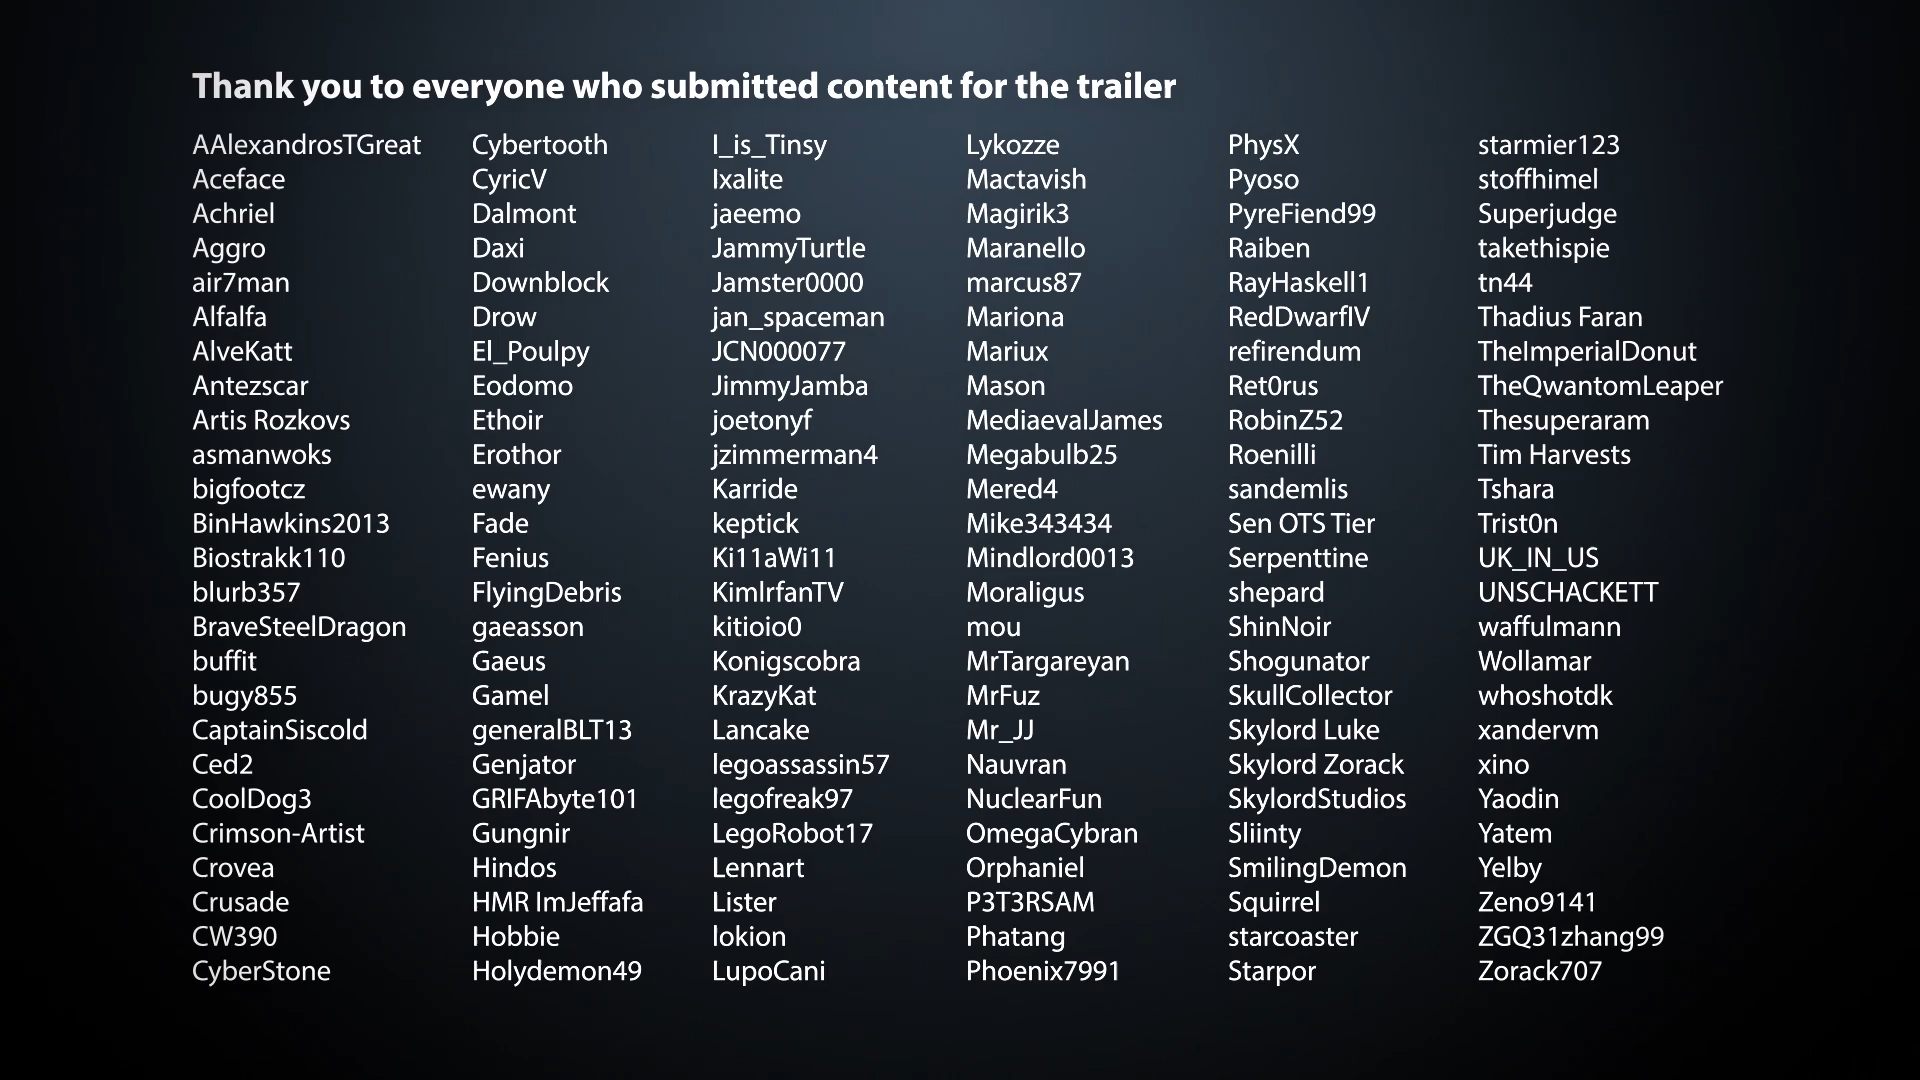 Thank you to everyone who submitted content for the trailer
AAlexandrosTGreat
Aceface
Achriel
Aggro
air7man
Alfalfa
AlveKatt
Antezscar
Artis Rozkovs
asmanwoks
bigfootcz
BinHawkins2013
Biostrakk110
blurb357
BraveSteelDragon
buffit
bugy855
CaptainSiscold
Ced2
CoolDog3
Crimson-Artist
Crovea
Crusade
CW390
CyberStone
Cybertooth
CyricV
Dalmont
Daxi
Downblock
Drow
El_Poulpy
Eodomo
Ethoir
Erothor
ewany
Fade
Fenius
FlyingDebris
gaeasson
Gaeus
Gamel
generalBLT13
Genjator
GRIFAbyte101
Gungnir
Hindos
HMR ImJeffafa
Hobbie
Holydemon49
I_is_Tinsy
Ixalite
jaeemo
JammyTurtle
Jamster0000
jan_spaceman
JCN000077
JimmyJamba
joetonyf
jzimmerman4
Karride
keptick
Ki11aWi11
KimIrfanTV
kitioio0
Konigscobra
KrazyKat
Lancake
legoassassin57
legofreak97
LegoRobot17
Lennart
Lister
lokion
LupoCani
Lykozze
Mactavish
Magirik3
Maranello
marcus87
Mariona
Mariux
Mason
MediaevalJames
Megabulb25
Mered4
Mike343434
Mindlord0013
Moraligus
mou
MrTargareyan
MrFuz
Mr_JJ
Nauvran
NuclearFun
OmegaCybran
Orphaniel
P3T3RSAM
Phatang
Phoenix7991
PhysX
Pyoso
PyreFiend99
Raiben
RayHaskell1
RedDwarfIV
refirendum
Ret0rus
RobinZ52
Roenilli
sandemlis
Sen OTS Tier
Serpenttine
shepard
ShinNoir
Shogunator
SkullCollector
Skylord Luke
Skylord Zorack
SkylordStudios
Sliinty
SmilingDemon
Squirrel
starcoaster
Starpor
starmier123
stoffhimel
Superjudge
takethispie
tn44
Thadius Faran
TheImperialDonut
TheQwantomLeaper
Thesuperaram
Tim Harvests
Tshara
Trist0n
UK_IN_US
UNSCHACKETT
waffulmann
Wollamar
whoshotdk
xandervm
xino
Yaodin
Yatem
Yelby
Zeno9141
ZGQ31zhang99
Zorack707